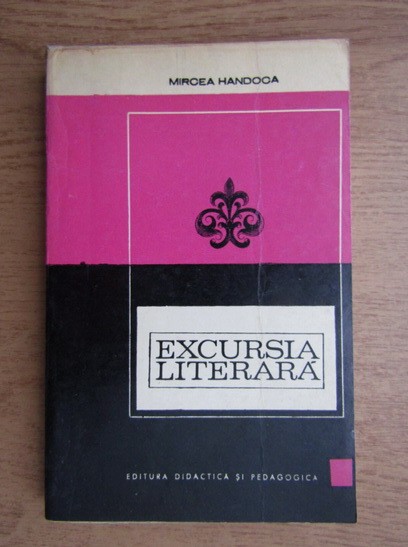 MIRCEA HANDOCA
EXCURSIA
LITERARĂ
EDITURA DIDACTICĂ ȘI PEDAGOGICĂ